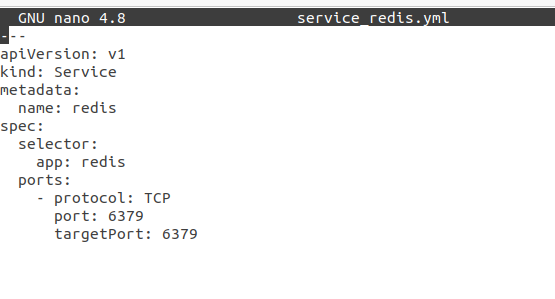 GNU nano 4.8 service_redis.yml
---
apiVersion: v1
kind: Service
metadata:
  name: redis
spec:
  selector:
    app: redis
  ports:
    - protocol: TCP
      port: 6379
      targetPort: 6379